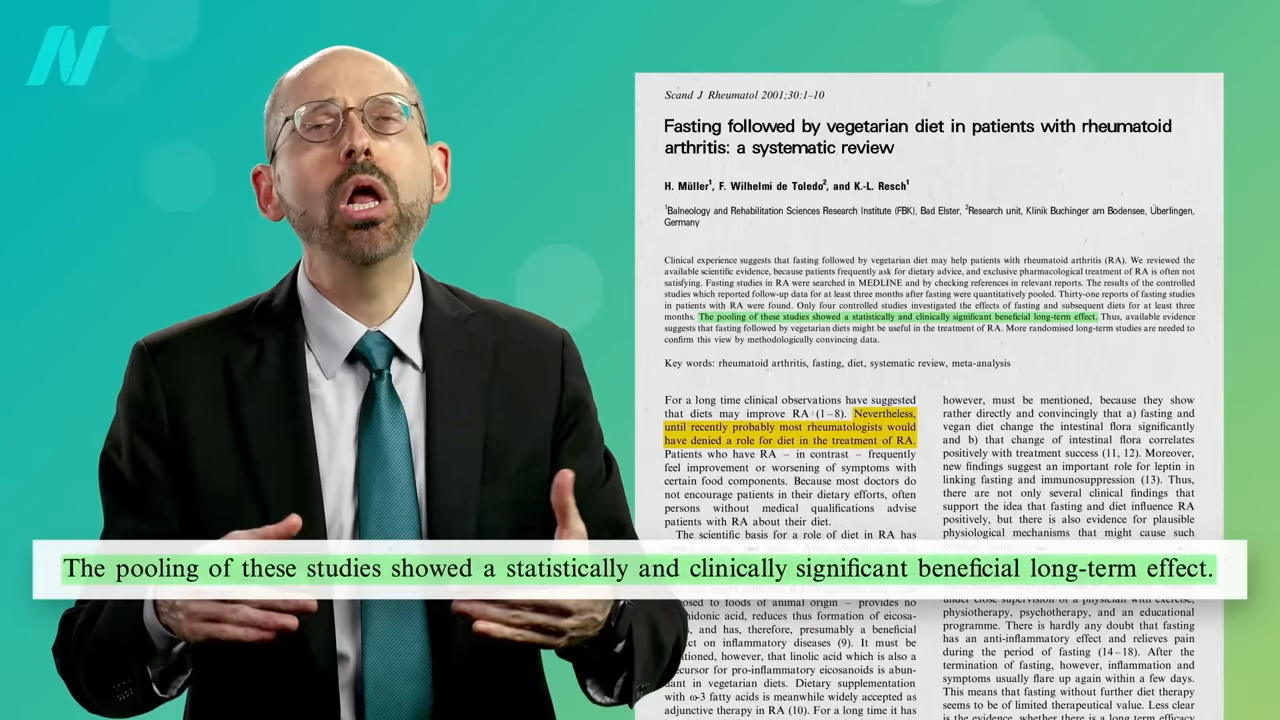 Scand J Rheumatol 2001;30:1–10
Fasting followed by vegetarian diet in patients with rheumatoid
arthritis: a systematic review
H. Müller1, F. Wilhelmi de Toledo2, and K.-L. Resch1
1Balneology and Rehabilitation Sciences Research Institute (FBK), Bad Elster, 2Research unit, Klinik Buchinger am Bodensee, Überlingen,
Germany
Clinical experience suggests that fasting followed by vegetarian diet may help patients with rheumatoid arthritis (RA). We reviewed the
available scientific evidence, because patients frequently ask for dietary advice, and exclusive pharmacological treatment of RA is often not
satisfying. Fasting studies in RA were searched in MEDLINE and by checking references in relevant reports. The results of the controlled
studies which reported follow-up data for at least three months after fasting were quantitatively pooled. Thirty-one reports of fasting studies
in patients with RA were found. Only four controlled studies investigated the effects of fasting and subsequent diets for at least three
months. The pooling of these studies showed a statistically and clinically significant beneficial long-term effect. Thus, available evidence
suggests that fasting followed by vegetarian diets might be useful in the treatment of RA. More randomised long-term studies are needed to
confirm this view by methodologically convincing data.
Key words: rheumatoid arthritis, fasting, diet, systematic review, meta-analysis
For a long time clinical observations have suggested
that diets may improve RA (1–8). Nevertheless,
until recently probably most rheumatologists would
have denied a role for diet in the treatment of RA.
Patients who have RA – in contrast – frequently
feel improvement or worsening of symptoms with
certain food components. Because most doctors do
not encourage patients in their dietary efforts, often
persons without medical qualifications advise
patients with RA about their diet.
The scientific basis for a role of diet in RA has
however, must be mentioned, because they show
rather directly and convincingly that a) fasting and
vegan diet change the intestinal flora significantly
and b) that change of intestinal flora correlates
positively with treatment success (11, 12). Moreover,
new findings suggest an important role for leptin in
linking fasting and immunosuppression (13). Thus,
there are not only several clinical findings that
support the idea that fasting and diet influence RA
positively, but there is also evidence for plausible
physiological mechanisms that might cause such
The pooling of these studies showed a statistically and clinically significant beneficial long-term effect.
to foods of animal origin – provides no
acid, reduces thus formation of
and has, therefore, presumably a beneficial
on inflammatory diseases (9). It must be
however, that linolic acid which is also a
for pro-inflammatory eicosanoids is
in vegetarian diets. Dietary supplementation
with ω-3 fatty acids is meanwhile widely accepted as
adjunctive therapy in RA (10). For a long time it has
under close supervision of a physician with exercise,
physiotherapy, psychotherapy, and an educational
programme. There is hardly any doubt that fasting
has an anti-inflammatory effect and relieves pain
during the period of fasting (14–18). After the
termination of fasting, however, inflammation and
symptoms usually flare up again within a few days.
This means that fasting without further diet therapy
seems to be of limited therapeutical value. Less clear
is the evidence, whether there is a long term efficacy